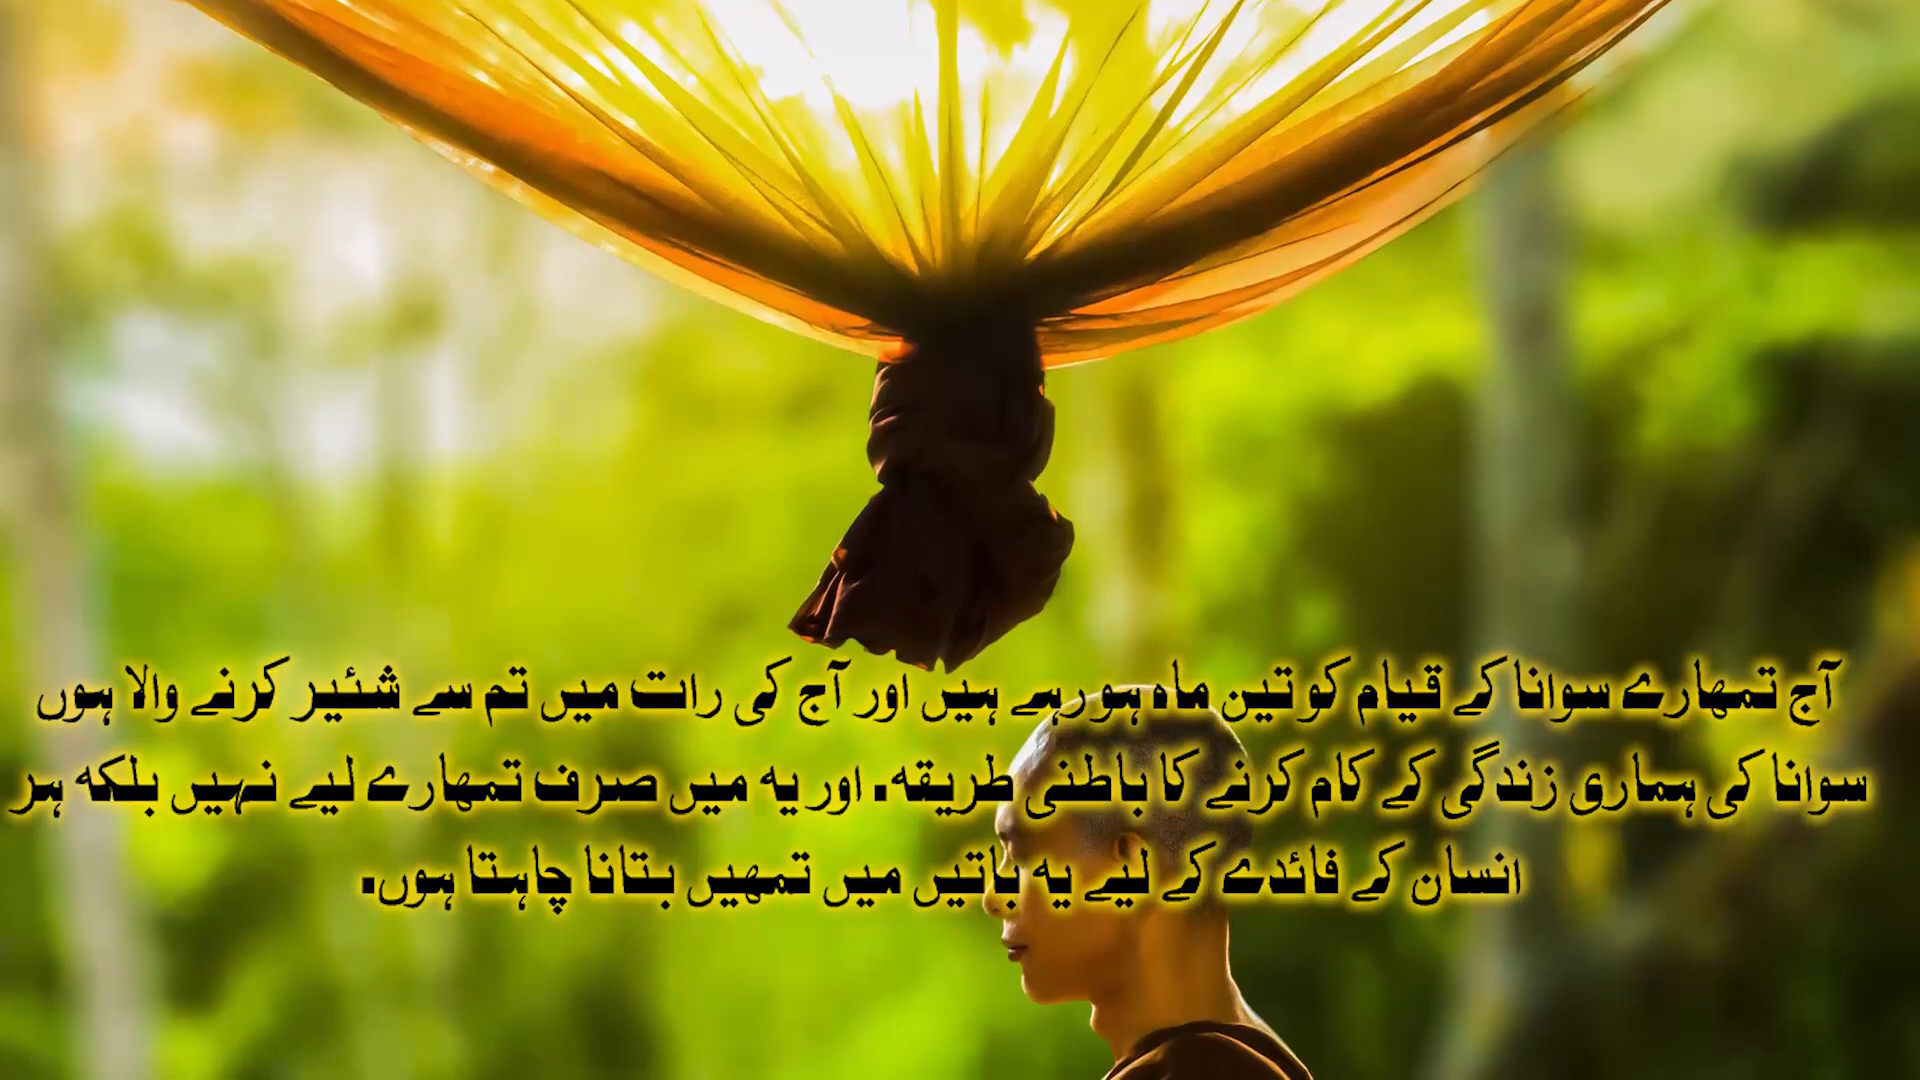 آج تمھارے سوانا کے قیام کو تین ماہ ہو رہے ہیں اور آج کی رات میں تم سے شئیر کرنے والا ہوں
سوانا کی ہماری زندگی کے کام کرنے کا باطنی طریقہ۔ اور یہ میں صرف تمھارے لیے نہیں بلکہ ہر
انسان کے فائدے کے لیے یہ باتیں میں تمھیں بتانا چاہتا ہوں۔